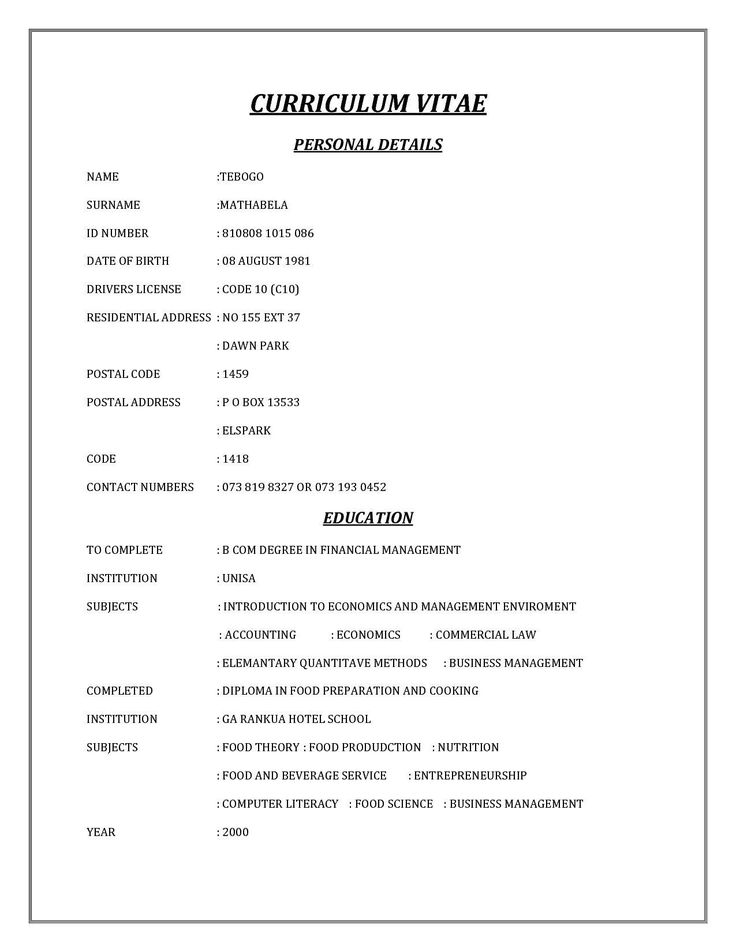 CURRICULUM VITAE
PERSONAL DETAILS
NAME :TEBOGO
SURNAME :MATHABELA
ID NUMBER : 810808 1015 086
DATE OF BIRTH : 08 AUGUST 1981
DRIVERS LICENSE : CODE 10 (C10)
RESIDENTIAL ADDRESS : NO 155 EXT 37
: DAWN PARK
POSTAL CODE : 1459
POSTAL ADDRESS : P O BOX 13533
: ELSPARK
CODE : 1418
CONTACT NUMBERS : 073 819 8327 OR 073 193 0452
EDUCATION
TO COMPLETE : B COM DEGREE IN FINANCIAL MANAGEMENT
INSTITUTION : UNISA
SUBJECTS : INTRODUCTION TO ECONOMICS AND MANAGEMENT ENVIROMENT
: ACCOUNTING : ECONOMICS : COMMERCIAL LAW
: ELEMANTARY QUANTITAVE METHODS : BUSINESS MANAGEMENT
COMPLETED : DIPLOMA IN FOOD PREPARATION AND COOKING
INSTITUTION : GA RANKUA HOTEL SCHOOL
SUBJECTS : FOOD THEORY : FOOD PRODUDCTION : NUTRITION
: FOOD AND BEVERAGE SERVICE : ENTREPRENEURSHIP
: COMPUTER LITERACY : FOOD SCIENCE : BUSINESS MANAGEMENT
YEAR : 2000